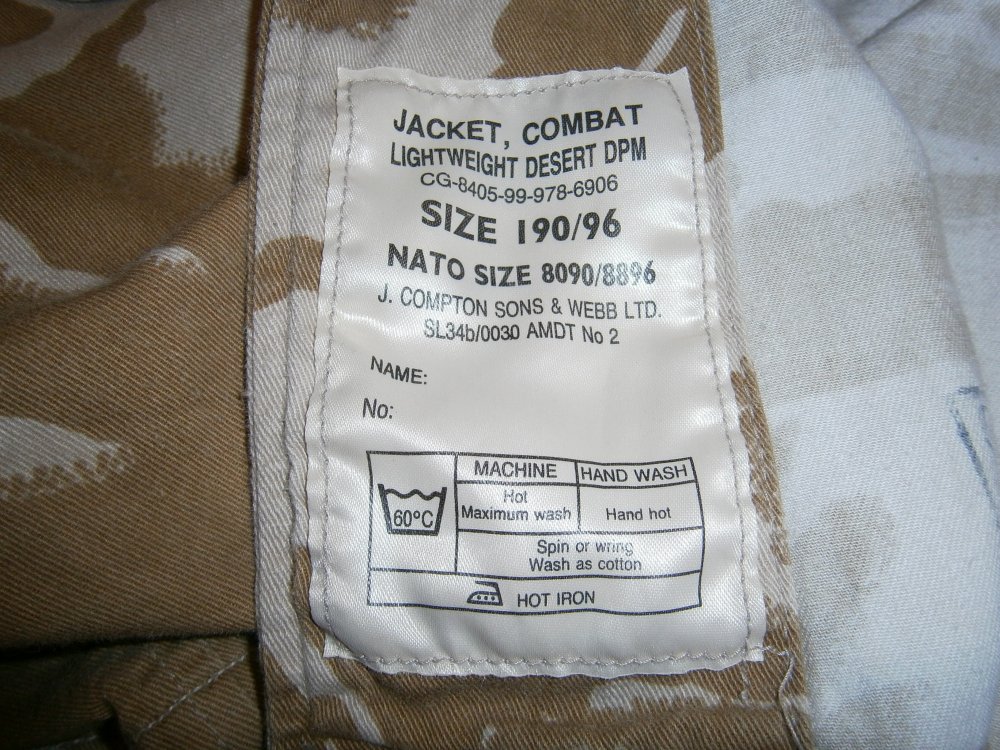 JACKET, COMBAT
LIGHTWEIGHT DESERT DPM
CG-8405-99-978-6906
SIZE 190/96
NATO SIZE 8090/8896
J. COMPTON SONS & WEBB LTD.
SL34b/0030 AMDT No 2
NAME:
No:
MACHINE HAND WASH
60°C
Hot
Maximum wash
Hand hot
Spin or wring
Wash as cotton
HOT IRON